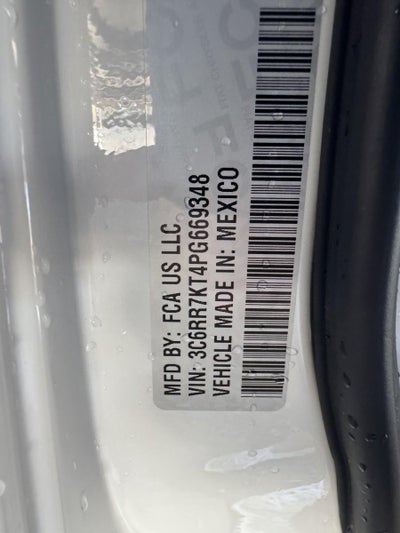 MFD BY: FCA US LLC
VIN: 3C6RR7KT4PG669348
VEHICLE MADE IN: MEXICO